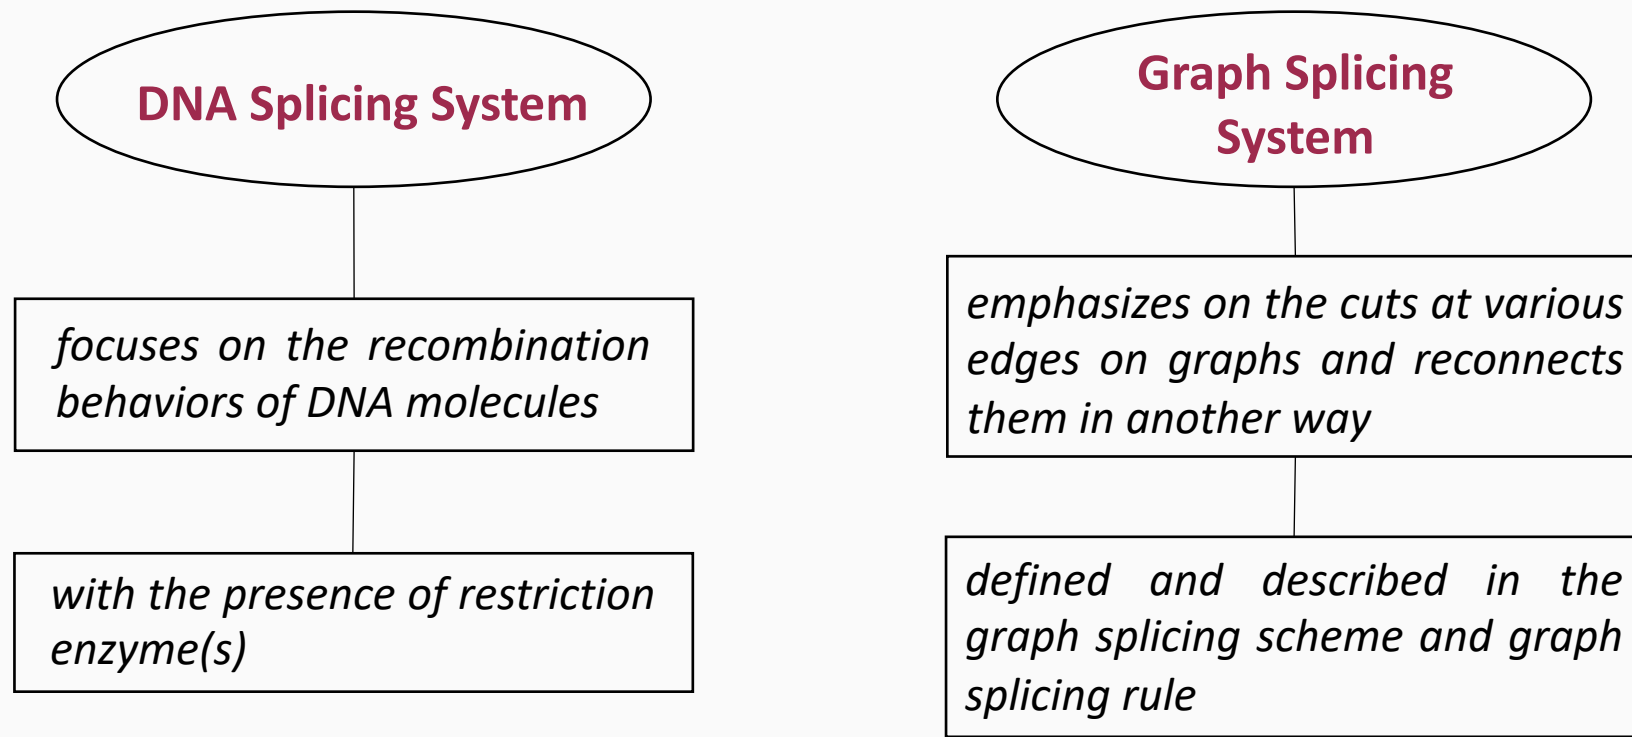 DNA Splicing System
focuses on the recombination
behaviors of DNA molecules
with the presence of restriction
enzyme(s)
Graph Splicing
System
emphasizes on the cuts at various
edges on graphs and reconnects
them in another way
defined and described in the
graph splicing scheme and graph
splicing rule